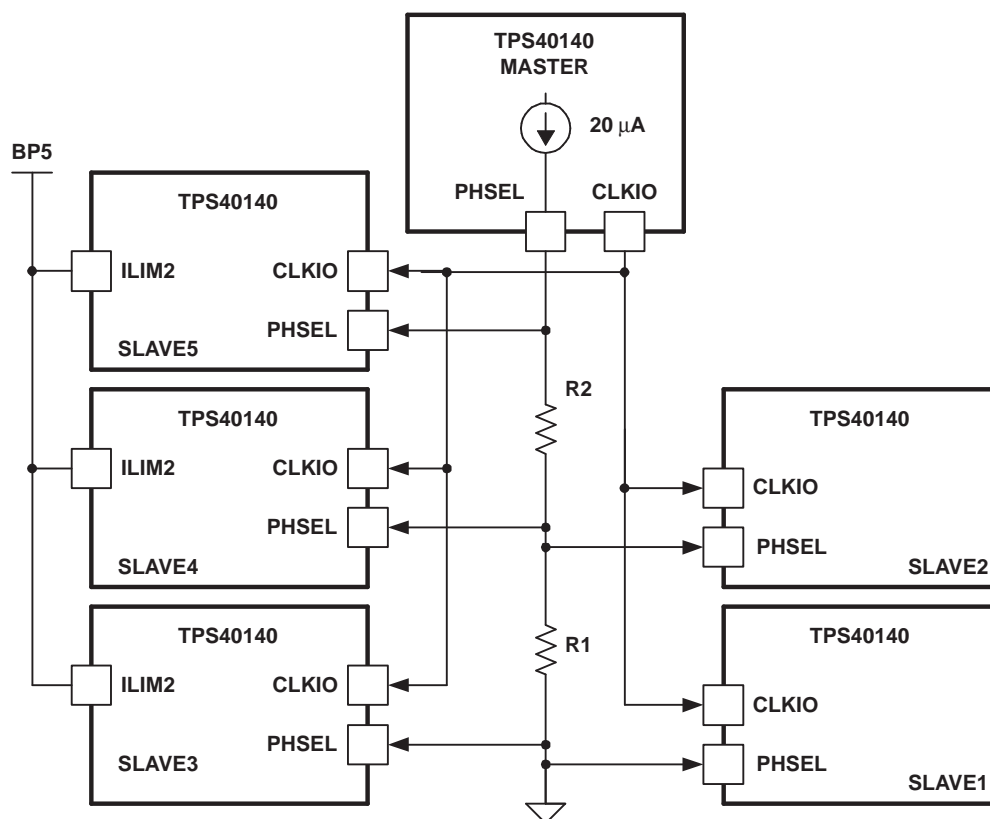 TPS40140
MASTER
20 μA
PHSEL
CLKIO
BP5
TPS40140
ILIM2
CLKIO
PHSEL
SLAVE5
R2
TPS40140
ILIM2
CLKIO
PHSEL
SLAVE4
TPS40140
CLKIO
PHSEL
SLAVE2
TPS40140
ILIM2
CLKIO
PHSEL
SLAVE3
R1
TPS40140
CLKIO
PHSEL
SLAVE1